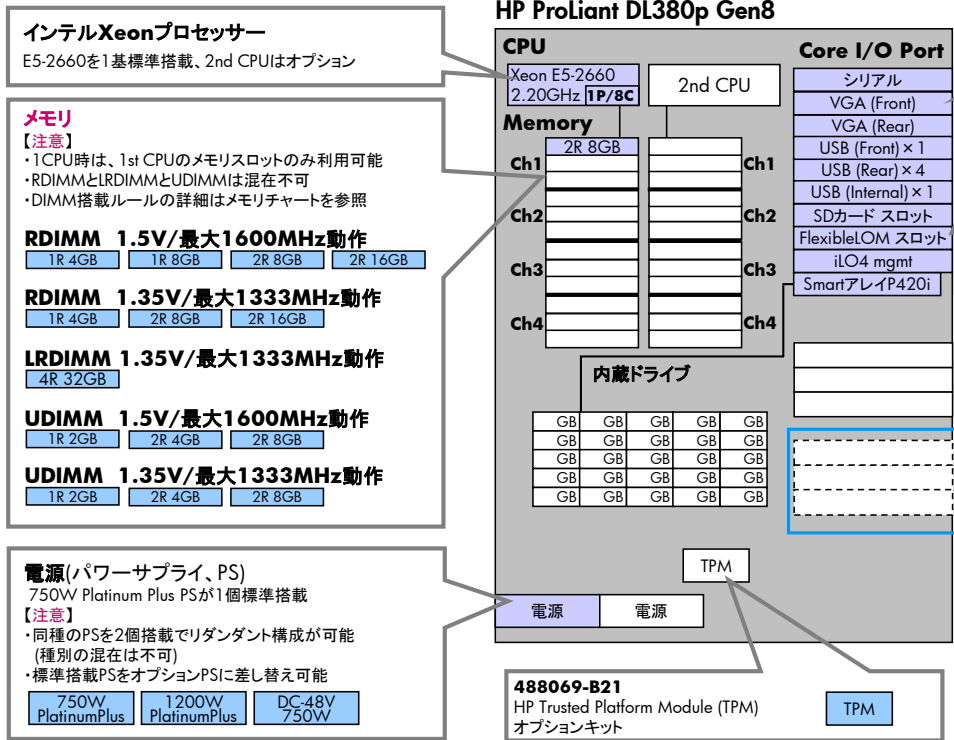 HP ProLiant DL380p Gen8
インテルXeonプロセッサー
E5-2660を1基標準搭載、2nd CPUはオプション
メモリ
【注意】
・1CPU時は、1st CPUのメモリスロットのみ利用可能
・RDIMMとLRDIMMとUDIMMは混在不可
・DIMM搭載ルールの詳細はメモリチャートを参照
RDIMM 1.5V/最大1600MHz動作
1R 4GB 1R 8GB 2R 8GB 2R 16GB
RDIMM 1.35V/最大1333MHz動作
1R 4GB 2R 8GB 2R 16GB
LRDIMM 1.35V/最大1333MHz動作
4R 32GB
UDIMM 1.5V/最大1600MHz動作
1R 2GB 2R 4GB 2R 8GB
UDIMM 1.35V/最大1333MHz動作
1R 2GB 2R 4GB 2R 8GB
電源(パワーサプライ、PS)
750W Platinum Plus PSが1個標準搭載
【注意】
・同種のPSを2個搭載でリダンダント構成が可能
(種別の混在は不可)
・標準搭載PSをオプションPSに差し替え可能
750W PlatinumPlus
1200W PlatinumPlus
DC-48V 750W
CPU
Xeon E5-2660
2.20GHz 1P/8C
2nd CPU
Memory
2R 8GB
Ch1 Ch1
Ch2 Ch2
Ch3 Ch3
Ch4 Ch4
内蔵ドライブ
GB GB GB GB GB
GB GB GB GB GB
GB GB GB GB GB
GB GB GB GB GB
GB GB GB GB GB
Core I/O Port
シリアル
VGA (Front)
VGA (Rear)
USB (Front)×1
USB (Rear)×4
USB (Internal)×1
SDカード スロット
FlexibleLOM スロット
iLO4 mgmt
SmartアレイP420i
TPM
電源 電源
488069-B21
HP Trusted Platform Module (TPM)
オプションキット
TPM